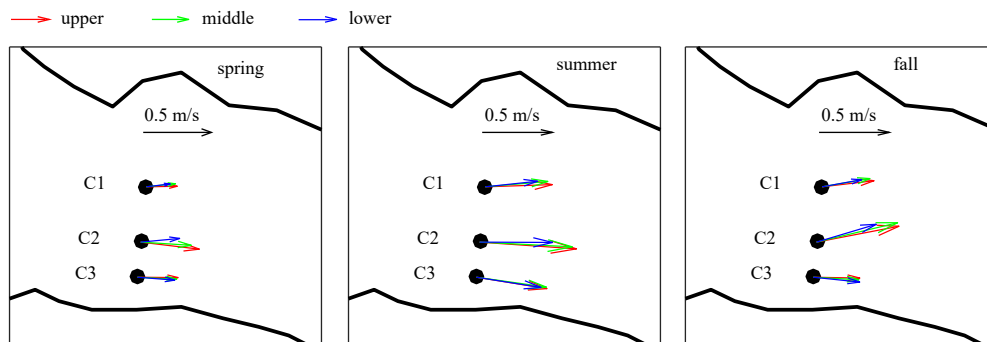 upper middle lower
spring
0.5 m/s
C1
C2
C3
summer
0.5 m/s
C1
C2
C3
fall
0.5 m/s
C1
C2
C3